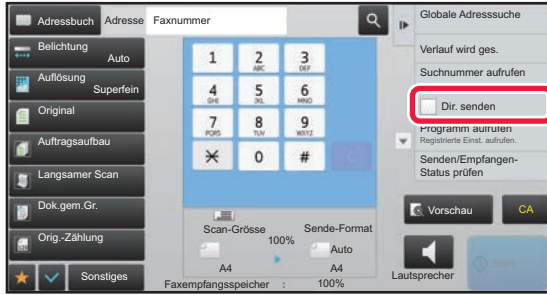 Adressbuch
Adresse
Faxnummer
Belichtung
Auto
Auflösung
Superfein
Original
Auftragsaufbau
Langsamer Scan
Dok.gem.Gr.
Orig.-Zählung
Sonstiges
1
2
ABC
3
DEF
4
GHI
5
JKL
6
MNO
7
PQRS
8
TUV
9
WXYZ
0
#
C
Scan-Grösse
100%
Sende-Format
Auto
A4
A4
Faxempfangsspeicher : 100%
Globale Adresssuche
Verlauf wird ges.
Suchnummer aufrufen
Dir. senden
Programm aufrufen
Registrierte Einst. aufrufen.
Senden/Empfangen-
Status prüfen
Vorschau
CA
Lautsprecher
Start